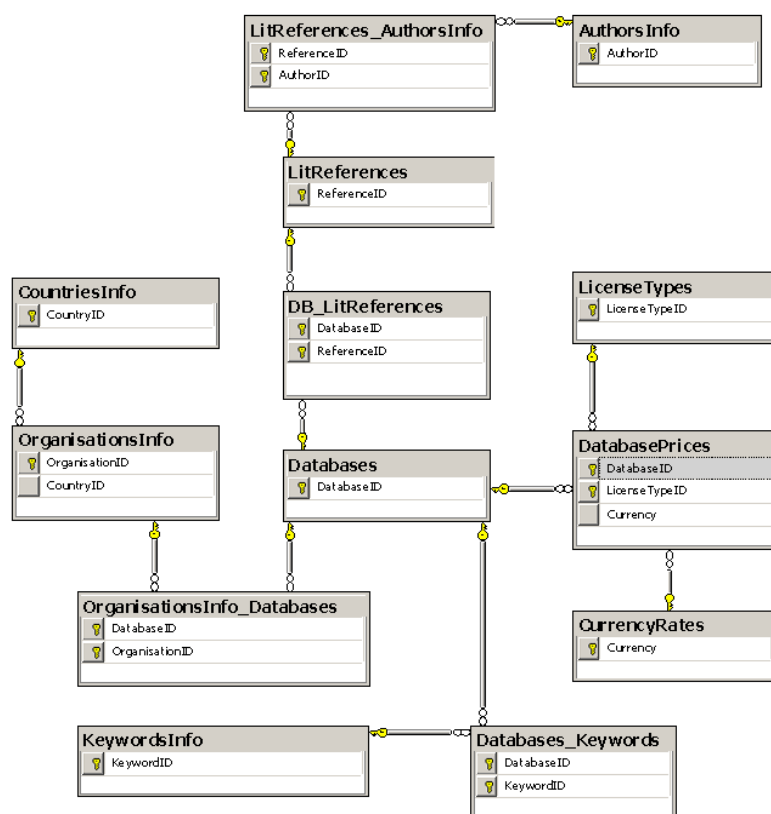 LitReferences_AuthorsInfo
ReferenceID
AuthorID
AuthorsInfo
AuthorID
LitReferences
ReferenceID
CountriesInfo
CountryID
DB_LitReferences
DatabaseID
ReferenceID
LicenseTypes
LicenseTypeID
OrganisationsInfo
OrganisationID
CountryID
Databases
DatabaseID
DatabasePrices
DatabaseID
LicenseTypeID
Currency
OrganisationsInfo_Databases
DatabaseID
OrganisationID
CurrencyRates
Currency
KeywordsInfo
KeywordID
Databases_Keywords
DatabaseID
KeywordID